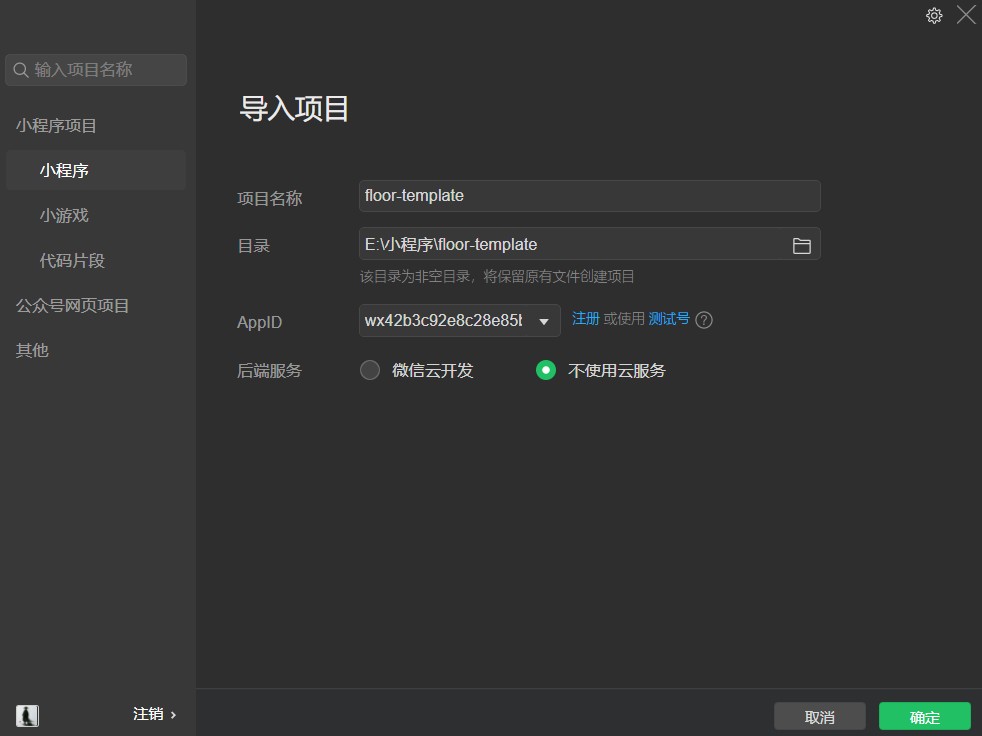 输入项目名称
小程序项目
小程序
小游戏
代码片段
公众号网页项目
其他
注销 ›
导入项目
项目名称 floor-template
目录 E:\小程序\floor-template
该目录为非空目录，将保留原有文件创建项目
AppID wx42b3c92e8c28e85b 注册 或使用 测试号 ?
后端服务 微信云开发 不使用云服务
取消 确定